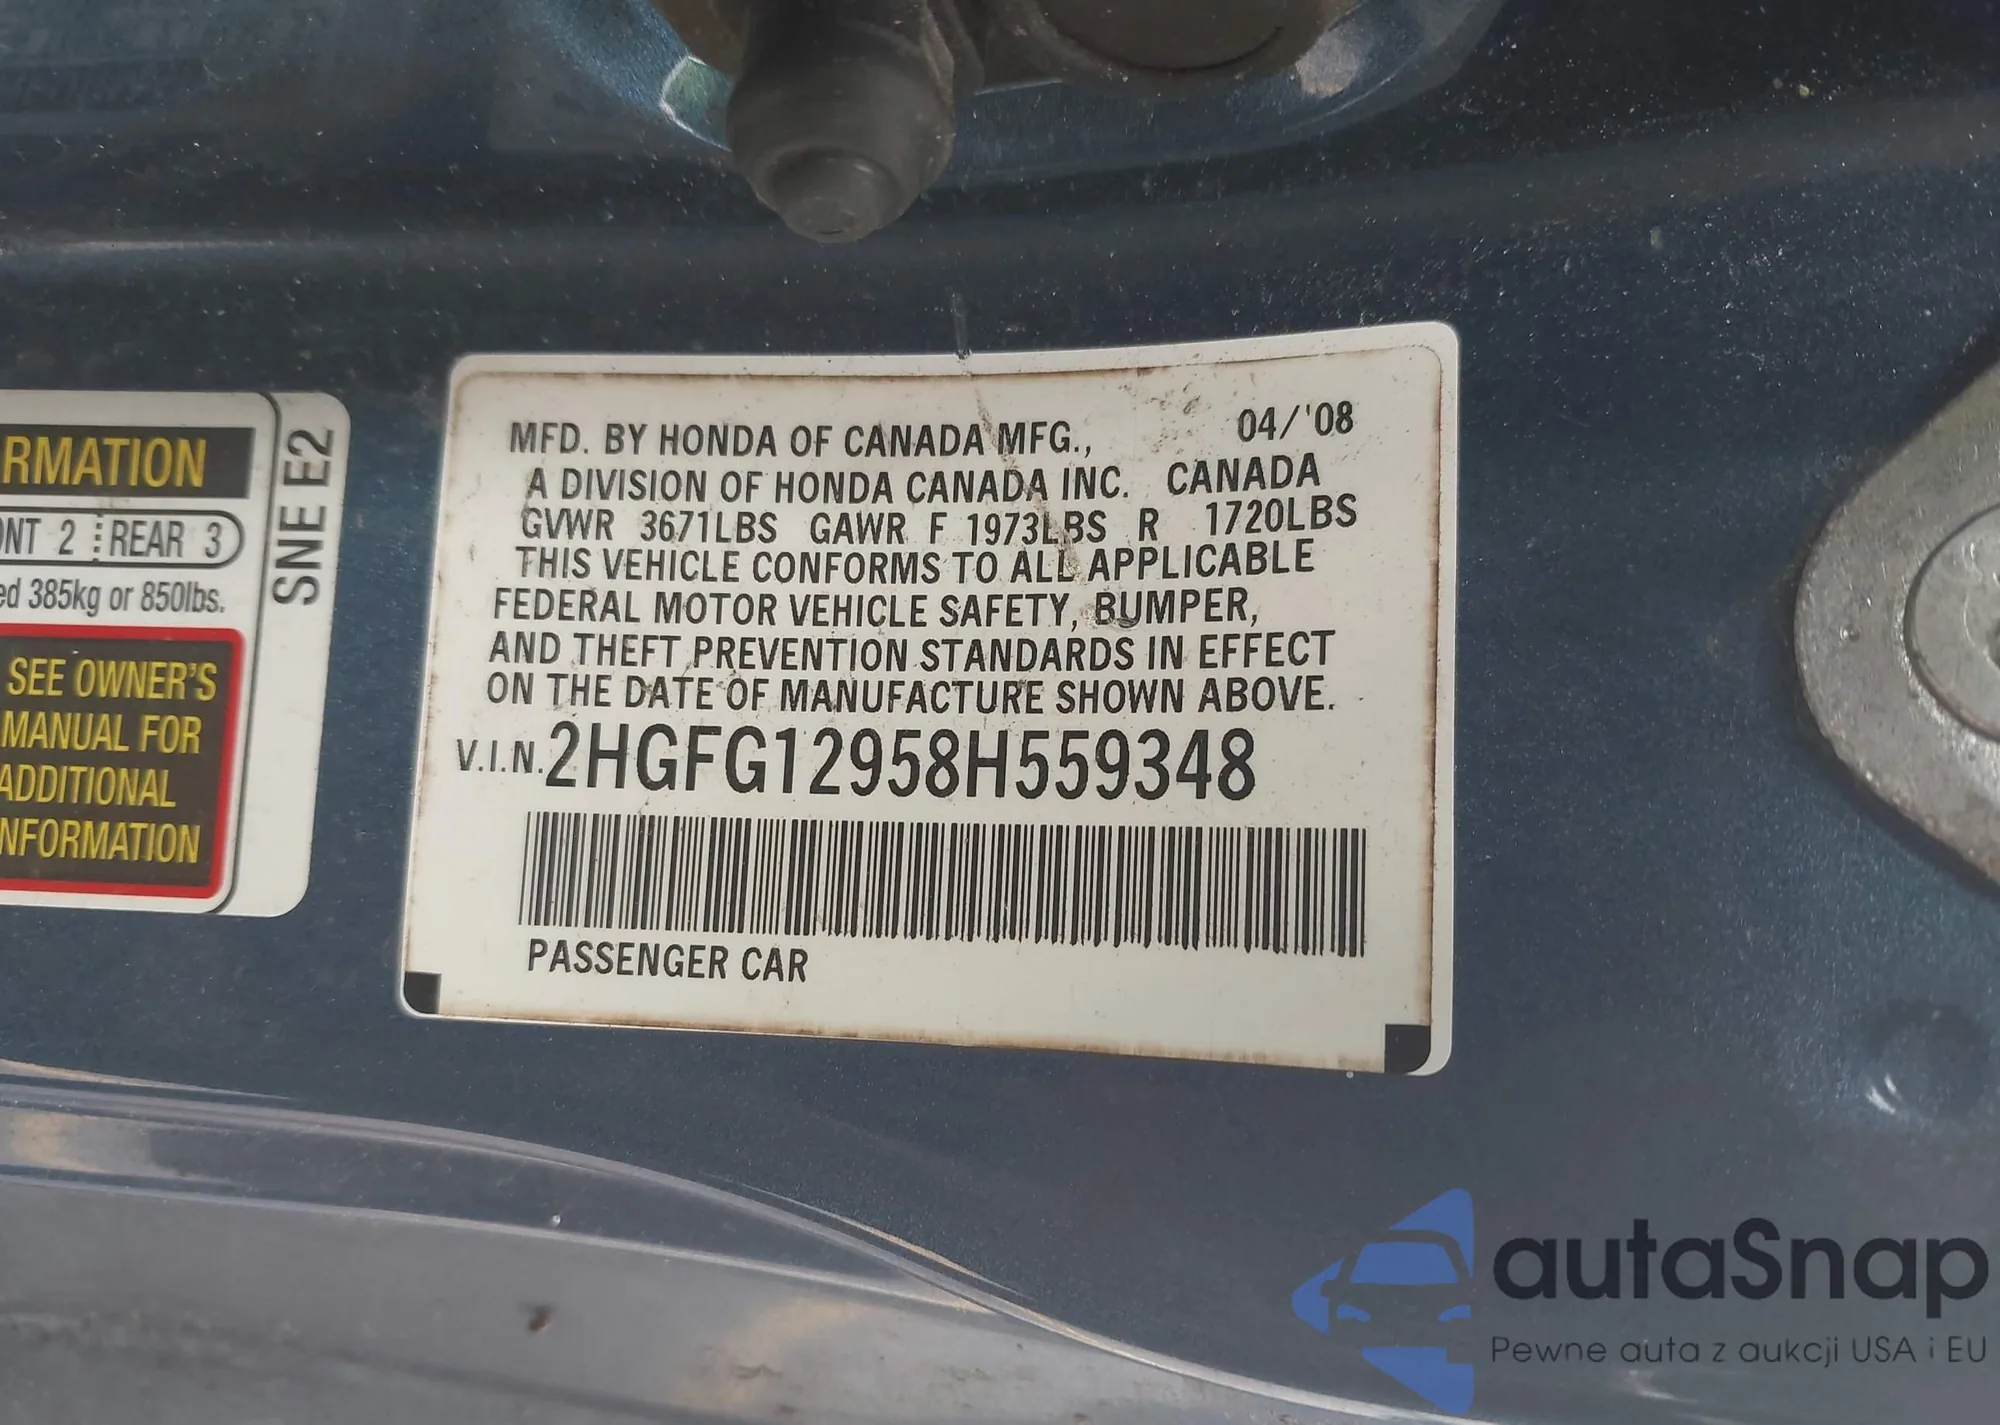 RMATION
ONT 2 REAR 3
ed 385kg or 850lbs.
SEE OWNER'S
MANUAL FOR
ADDITIONAL
NFORMATION
SNE E2
MFD. BY HONDA OF CANADA MFG., 04/'08
A DIVISION OF HONDA CANADA INC. CANADA
GVWR 3671LBS GAWR F 1973LBS R 1720LBS
THIS VEHICLE CONFORMS TO ALL APPLICABLE
FEDERAL MOTOR VEHICLE SAFETY, BUMPER,
AND THEFT PREVENTION STANDARDS IN EFFECT
ON THE DATE OF MANUFACTURE SHOWN ABOVE.
V.I.N. 2HGFG12958H559348
PASSENGER CAR
autaSnap
Pewne auta z aukcji USA i EU